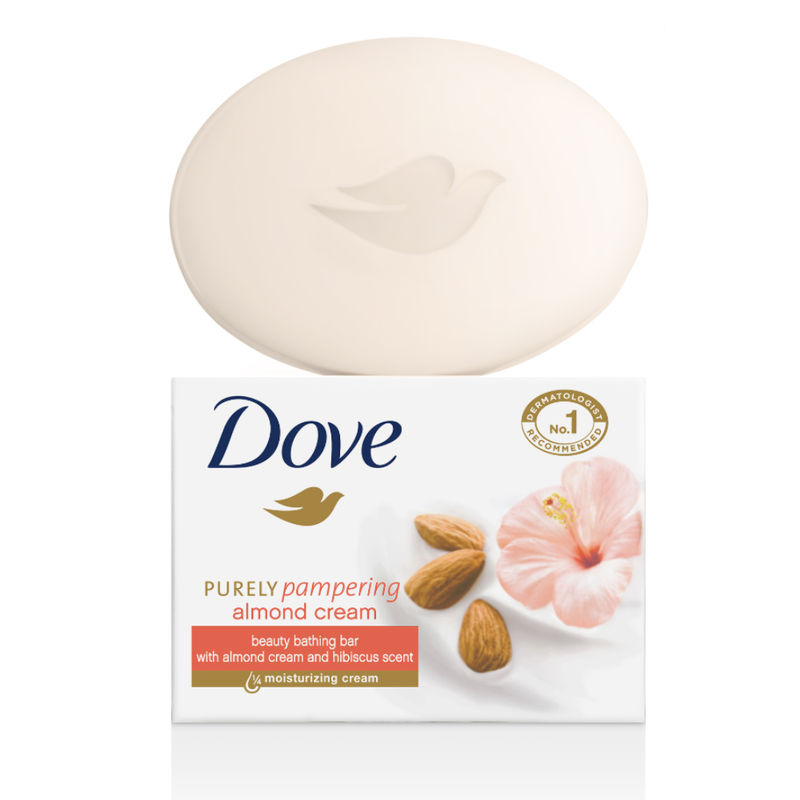 Dove
DERMATOLOGIST
No.1
RECOMMENDED
PURELY pampering
almond cream
beauty bathing bar
with almond cream and hibiscus scent
¼ moisturizing cream